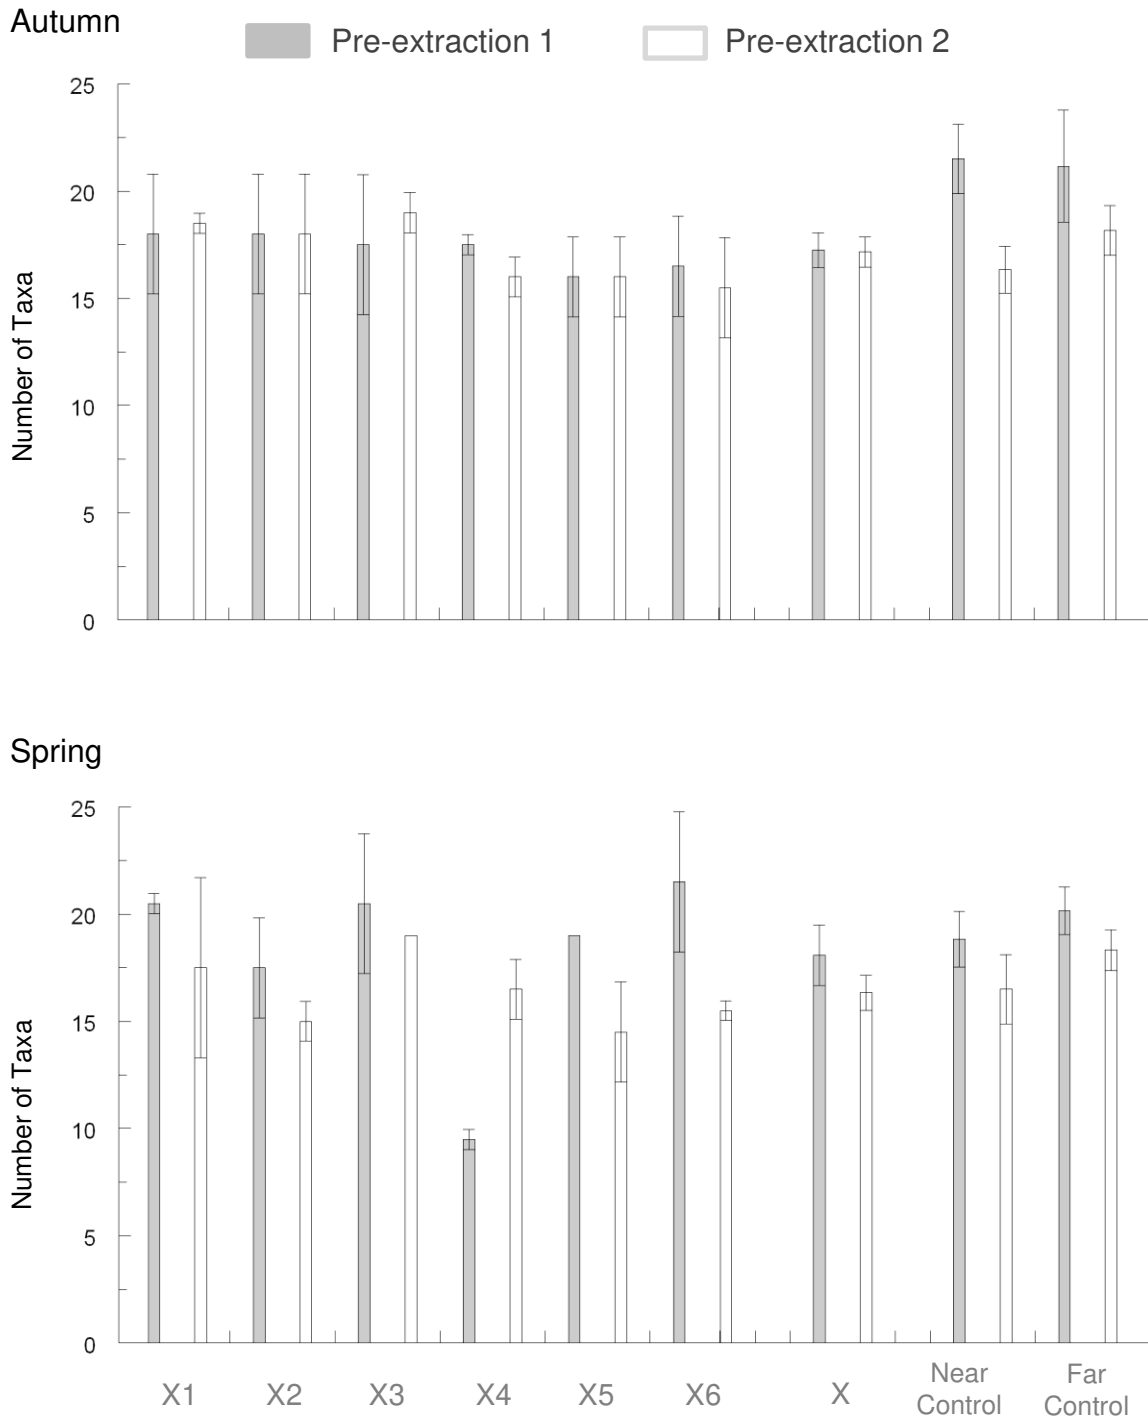 Autumn
Pre-extraction 1
Pre-extraction 2
25
20
15
10
5
0
Number of Taxa
Spring
25
20
15
10
5
0
Number of Taxa
X1
X2
X3
X4
X5
X6
X
Near
Control
Far
Control